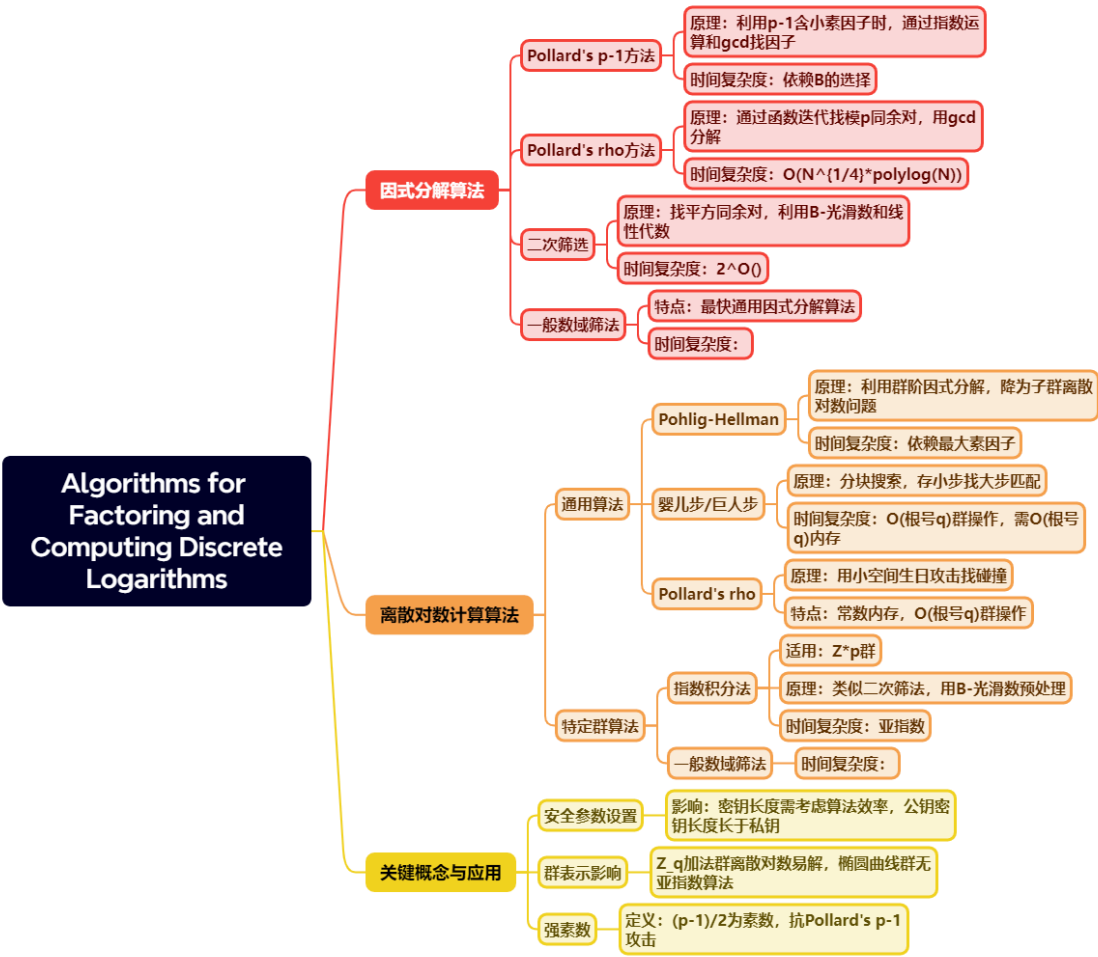 Algorithms for
Factoring and
Computing Discrete
Logarithms
因式分解算法
Pollard's p-1方法
原理：利用p-1含小素因子时，通过指数运
算和gcd找因子
时间复杂度：依赖B的选择
Pollard's rho方法
原理：通过函数迭代找模p同余对，用gcd
分解
时间复杂度：O(N^{1/4}*polylog(N))
二次筛选
原理：找平方同余对，利用B-光滑数和线
性代数
时间复杂度：2^O()
一般数域筛法
特点：最快通用因式分解算法
时间复杂度：
离散对数计算算法
通用算法
Pohlig-Hellman
原理：利用群阶因式分解，降为子群离散
对数问题
时间复杂度：依赖最大素因子
婴儿步/巨人步
原理：分块搜索，存小步找大步匹配
时间复杂度：O(根号q)群操作，需O(根号
q)内存
Pollard's rho
原理：用小空间生日攻击找碰撞
特点：常数内存，O(根号q)群操作
特定群算法
指数积分法
适用：Z*p群
原理：类似二次筛法，用B-光滑数预处理
时间复杂度：亚指数
一般数域筛法
时间复杂度：
关键概念与应用
安全参数设置
影响：密钥长度需考虑算法效率，公钥密
钥长度长于私钥
群表示影响
Z_q加法群离散对数易解，椭圆曲线群无
亚指数算法
强素数
定义：(p-1)/2为素数，抗Pollard's p-1
攻击